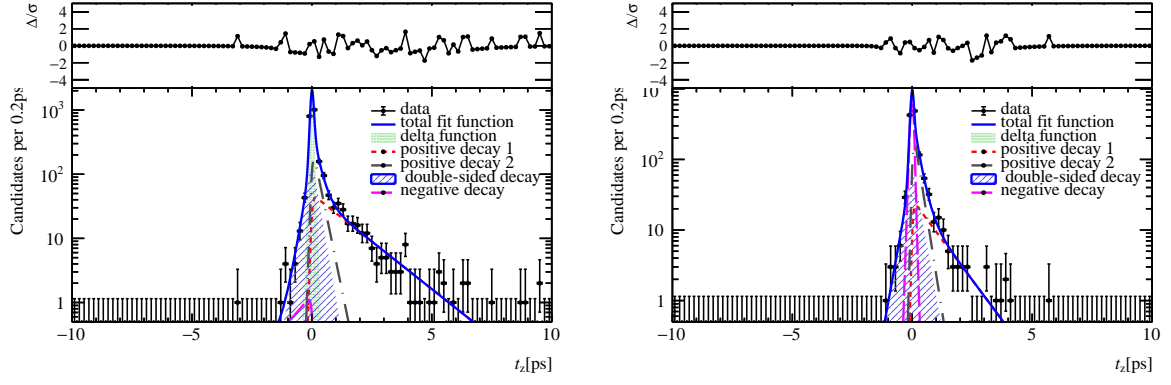 Δ/σ
4
2
0
−2
−4
Candidates per 0.2ps
10³
10²
10
1
data
total fit function
delta function
positive decay 1
positive decay 2
double-sided decay
negative decay
−10 −5 0 5 10
t_z[ps]
Δ/σ
4
2
0
−2
−4
Candidates per 0.2ps
10²
10
1
data
total fit function
delta function
positive decay 1
positive decay 2
double-sided decay
negative decay
−10 −5 0 5 10
t_z[ps]